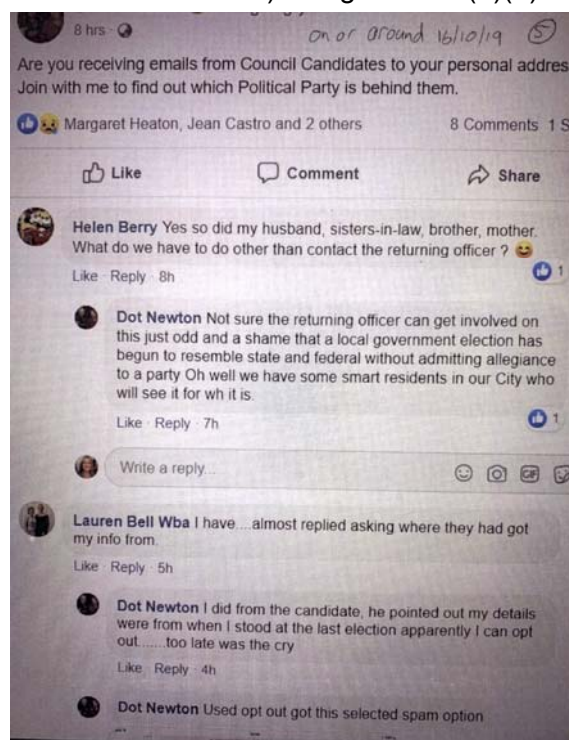 8 hrs
on or around 16/10/19 5
Are you receiving emails from Council Candidates to your personal addres
Join with me to find out which Political Party is behind them.
Margaret Heaton, Jean Castro and 2 others 8 Comments 1 S
Like Comment Share
Helen Berry Yes so did my husband, sisters-in-law, brother, mother.
What do we have to do other than contact the returning officer ?
1
Like Reply 8h
Dot Newton Not sure the returning officer can get involved on
this just odd and a shame that a local government election has
begun to resemble state and federal without admitting allegiance
to a party Oh well we have some smart residents in our City who
will see it for wh it is.
1
Like Reply 7h
Write a reply...
GIF
Lauren Bell Wba I have....almost replied asking where they had got
my info from.
Like Reply 5h
Dot Newton I did from the candidate, he pointed out my details
were from when I stood at the last election apparently I can opt
out.......too late was the cry
Like Reply 4h
Dot Newton Used opt out got this selected spam option